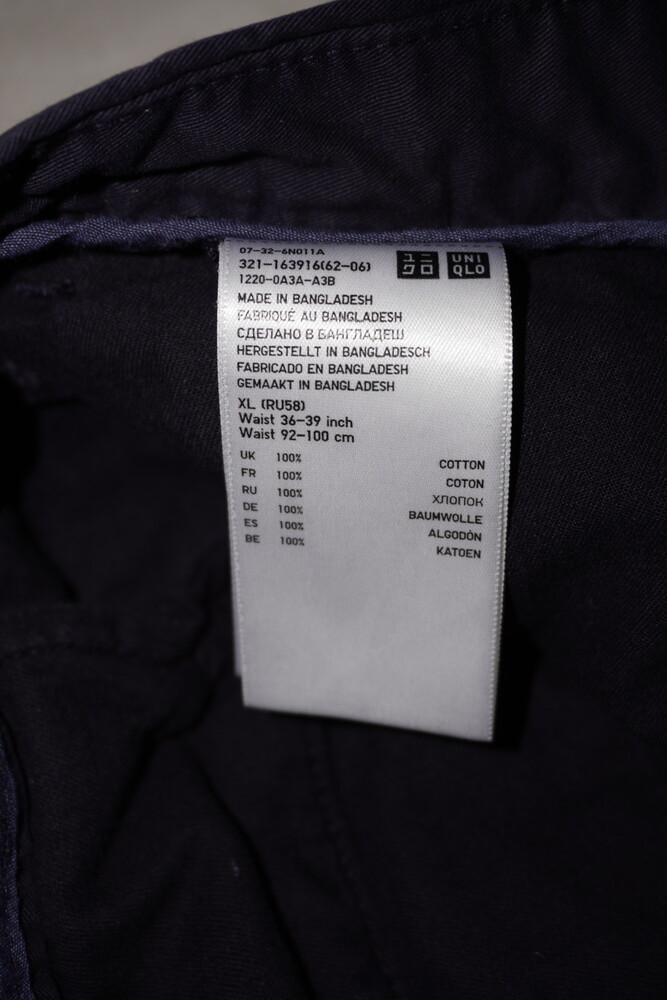 07-32-6N011A
321-163916(62-06)
1220-0A3A-A3B
ユニクロ
UNIQLO
MADE IN BANGLADESH
FABRIQUÉ AU BANGLADESH
СДЕЛАНО В БАНГЛАДЕШ
HERGESTELLT IN BANGLADESCH
FABRICADO EN BANGLADESH
GEMAAKT IN BANGLADESH
XL (RU58)
Waist 36-39 inch
Waist 92-100 cm
UK 100% COTTON
FR 100% COTON
RU 100% ХЛОПОК
DE 100% BAUMWOLLE
ES 100% ALGODÓN
BE 100% KATOEN